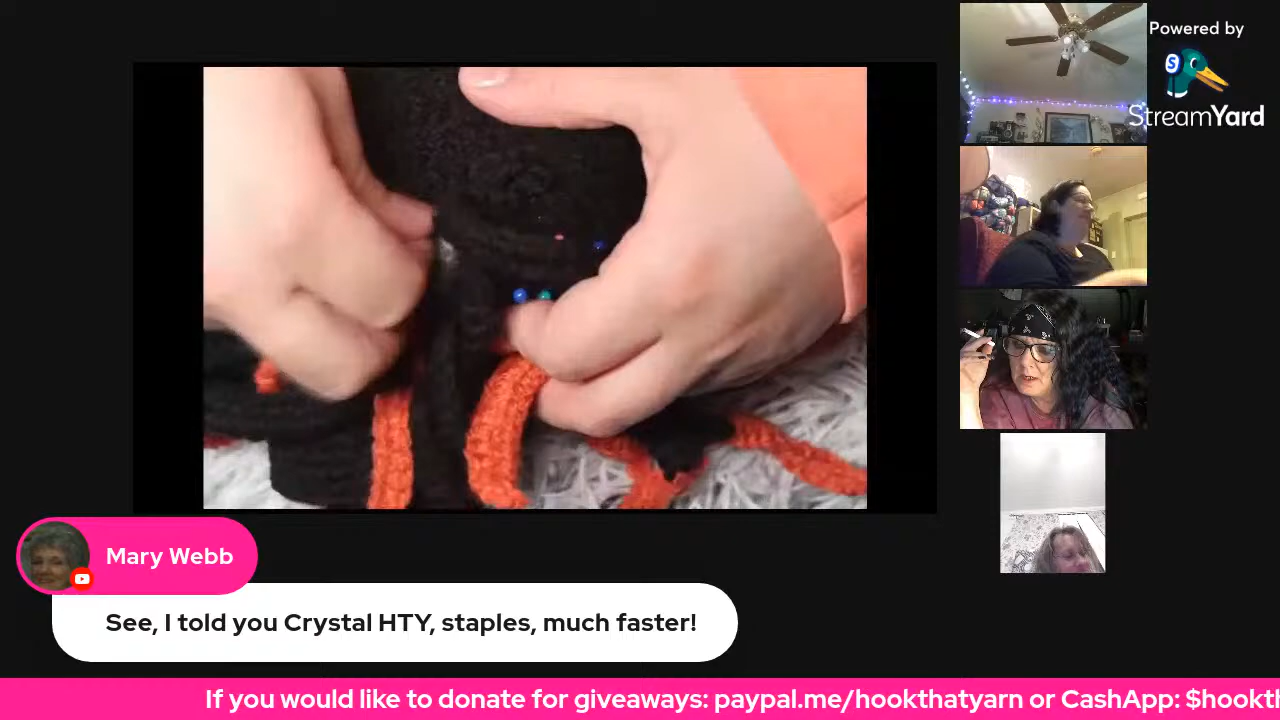 Powered by
StreamYard
Mary Webb
See, I told you Crystal HTY, staples, much faster!
If you would like to donate for giveaways: paypal.me/hookthatyarn or CashApp: $hookth